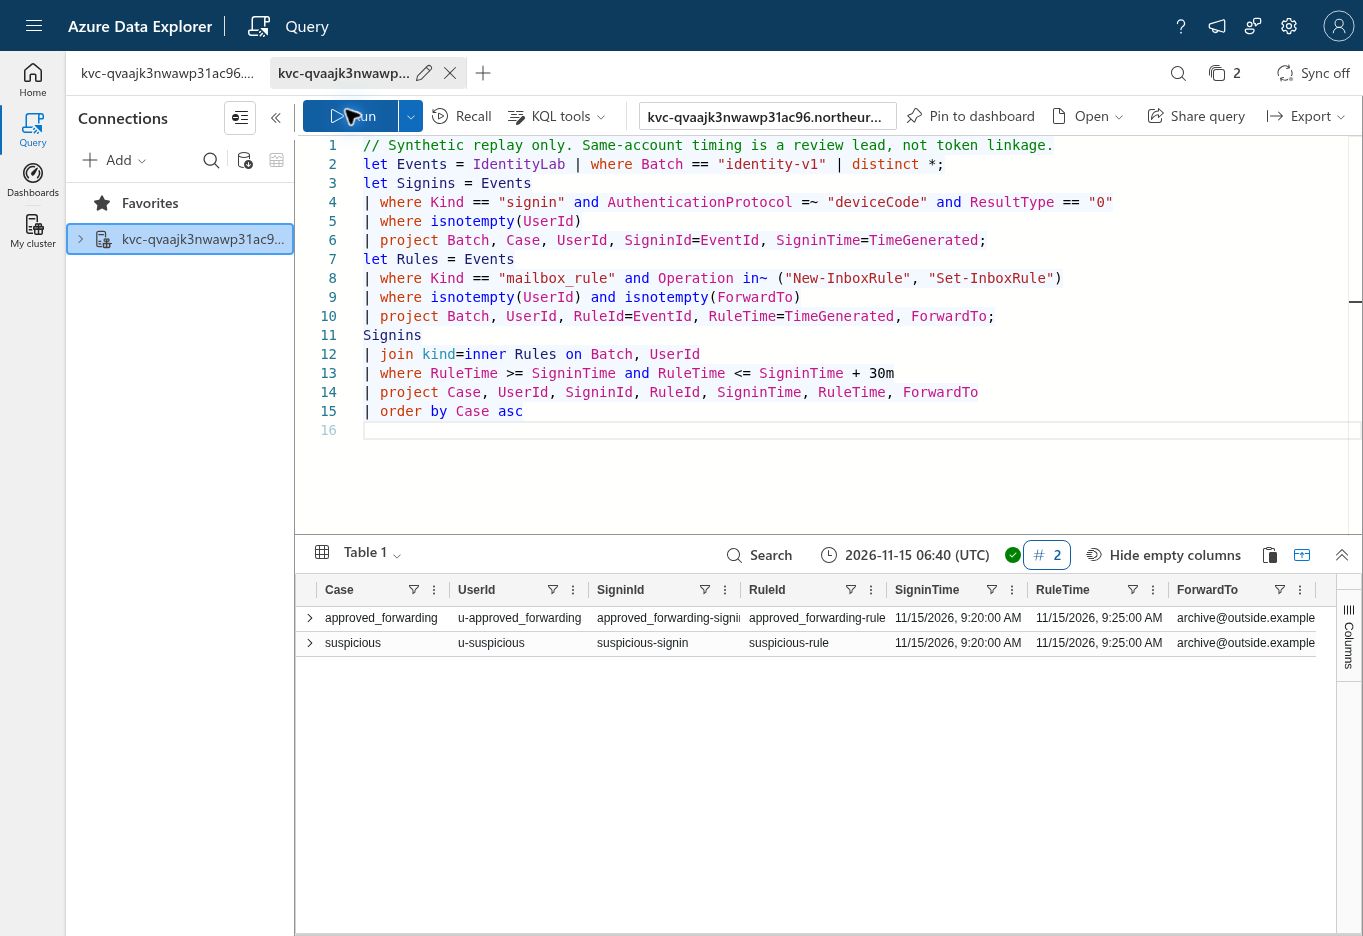 Azure Data Explorer
Query
kvc-qvaajk3nwawp31ac96....
kvc-qvaajk3nwawp...
2
Sync off
Home
Query
Dashboards
My cluster
Connections
Add
Favorites
kvc-qvaajk3nwawp31ac9...
Recall
KQL tools
kvc-qvaajk3nwawp31ac96.northeur...
Pin to dashboard
Open
Share query
Export
1 // Synthetic replay only. Same-account timing is a review lead, not token linkage.
2 let Events = IdentityLab | where Batch == "identity-v1" | distinct *;
3 let Signins = Events
4 | where Kind == "signin" and AuthenticationProtocol =~ "deviceCode" and ResultType == "0"
5 | where isnotempty(UserId)
6 | project Batch, Case, UserId, SigninId=EventId, SigninTime=TimeGenerated;
7 let Rules = Events
8 | where Kind == "mailbox_rule" and Operation in~ ("New-InboxRule", "Set-InboxRule")
9 | where isnotempty(UserId) and isnotempty(ForwardTo)
10 | project Batch, UserId, RuleId=EventId, RuleTime=TimeGenerated, ForwardTo;
11 Signins
12 | join kind=inner Rules on Batch, UserId
13 | where RuleTime >= SigninTime and RuleTime <= SigninTime + 30m
14 | project Case, UserId, SigninId, RuleId, SigninTime, RuleTime, ForwardTo
15 | order by Case asc
16
Table 1
Search
2026-11-15 06:40 (UTC)
# 2
Hide empty columns
Case UserId SigninId RuleId SigninTime RuleTime ForwardTo
approved_forwarding u-approved_forwarding approved_forwarding-signi approved_forwarding-rule 11/15/2026, 9:20:00 AM 11/15/2026, 9:25:00 AM archive@outside.example
suspicious u-suspicious suspicious-signin suspicious-rule 11/15/2026, 9:20:00 AM 11/15/2026, 9:25:00 AM archive@outside.example
Columns